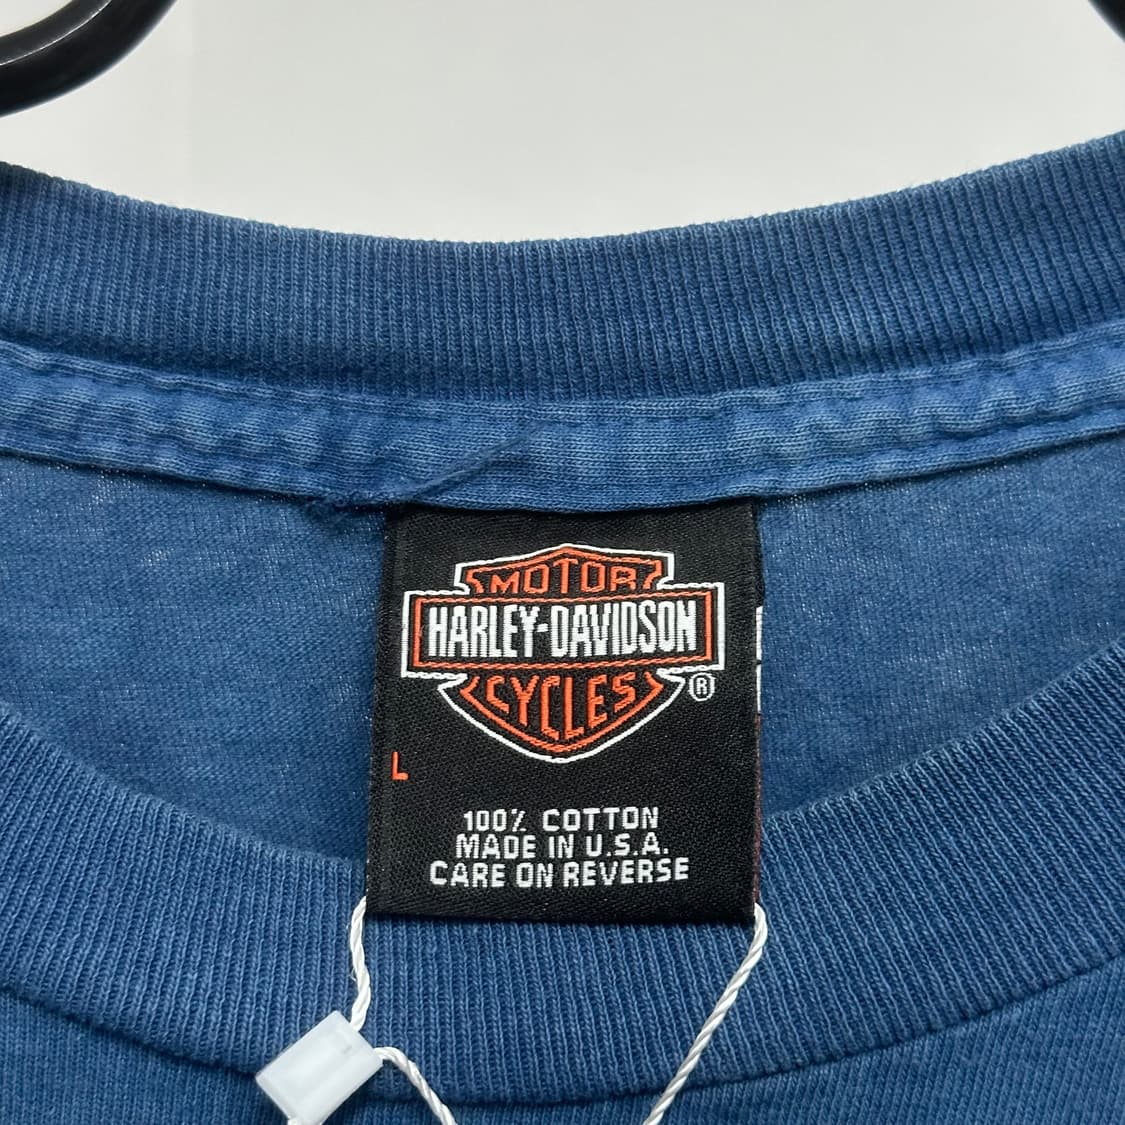 MOTOR
HARLEY-DAVIDSON
CYCLES
®
L
100% COTTON
MADE IN U.S.A.
CARE ON REVERSE